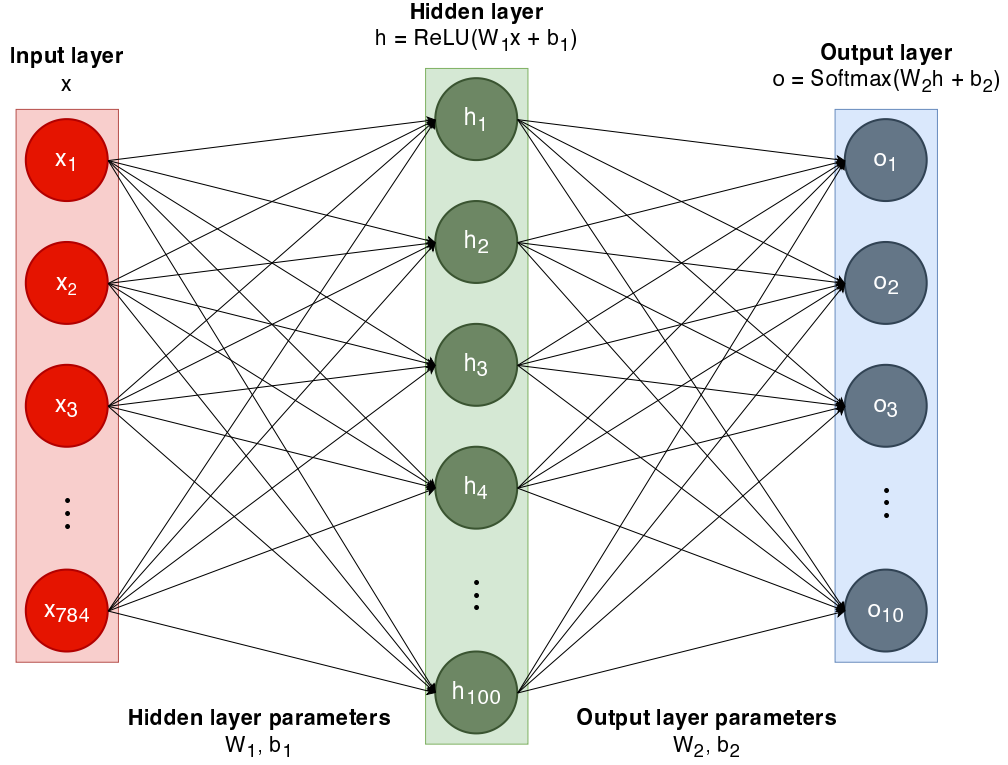 Hidden layer
h = ReLU(W₁x + b₁)
Input layer
x
Output layer
o = Softmax(W₂h + b₂)
x₁
x₂
x₃
x₇₈₄
h₁
h₂
h₃
h₄
h₁₀₀
o₁
o₂
o₃
o₁₀
Hidden layer parameters
W₁, b₁
Output layer parameters
W₂, b₂